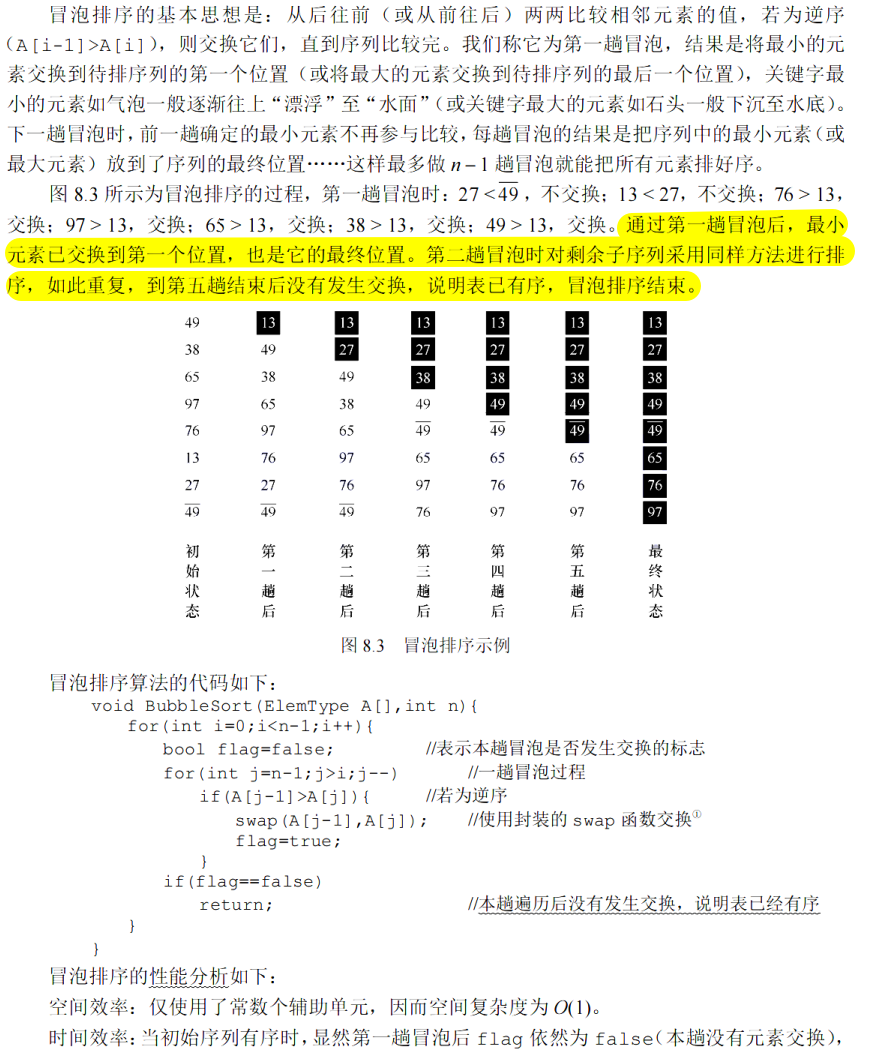 冒泡排序的基本思想是：从后往前（或从前往后）两两比较相邻元素的值，若为逆序
（A[i-1]>A[i]），则交换它们，直到序列比较完。我们称它为第一趟冒泡，结果是将最小的元
素交换到待排序列的第一个位置（或将最大的元素交换到待排序列的最后一个位置），关键字最
小的元素如气泡一般逐渐往上“漂浮”至“水面”（或关键字最大的元素如石头一般下沉至水底）。
下一趟冒泡时，前一趟确定的最小元素不再参与比较，每趟冒泡的结果是把序列中的最小元素（或
最大元素）放到了序列的最终位置……这样最多做 n − 1 趟冒泡就能把所有元素排好序。
图 8.3 所示为冒泡排序的过程，第一趟冒泡时：27 < 4̅9̅，不交换；13 < 27，不交换；76 > 13，
交换；97 > 13，交换；65 > 13，交换；38 > 13，交换；49 > 13，交换。通过第一趟冒泡后，最小
元素已交换到第一个位置，也是它的最终位置。第二趟冒泡时对剩余子序列采用同样方法进行排
序，如此重复，到第五趟结束后没有发生交换，说明表已有序，冒泡排序结束。
49 13 13 13 13 13 13
38 49 27 27 27 27 27
65 38 49 38 38 38 38
97 65 38 49 49 49 49
76 97 65 4̅9̅ 4̅9̅ 4̅9̅ 4̅9̅
13 76 97 65 65 65 65
27 27 76 97 76 76 76
4̅9̅ 4̅9̅ 4̅9̅ 76 97 97 97
初始状态 第一趟后 第二趟后 第三趟后 第四趟后 第五趟后 最终状态
图 8.3 冒泡排序示例
冒泡排序算法的代码如下：
void BubbleSort(ElemType A[],int n){
for(int i=0;i<n-1;i++){
bool flag=false; //表示本趟冒泡是否发生交换的标志
for(int j=n-1;j>i;j--) //一趟冒泡过程
if(A[j-1]>A[j]){ //若为逆序
swap(A[j-1],A[j]); //使用封装的 swap 函数交换①
flag=true;
}
if(flag==false)
return; //本趟遍历后没有发生交换，说明表已经有序
}
}
冒泡排序的性能分析如下：
空间效率：仅使用了常数个辅助单元，因而空间复杂度为 O(1)。
时间效率：当初始序列有序时，显然第一趟冒泡后 flag 依然为 false（本趟没有元素交换），